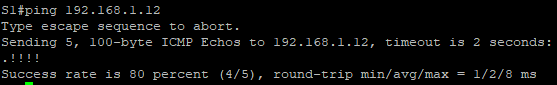 S1#ping 192.168.1.12
Type escape sequence to abort.
Sending 5, 100-byte ICMP Echos to 192.168.1.12, timeout is 2 seconds:
.!!!!
Success rate is 80 percent (4/5), round-trip min/avg/max = 1/2/8 ms